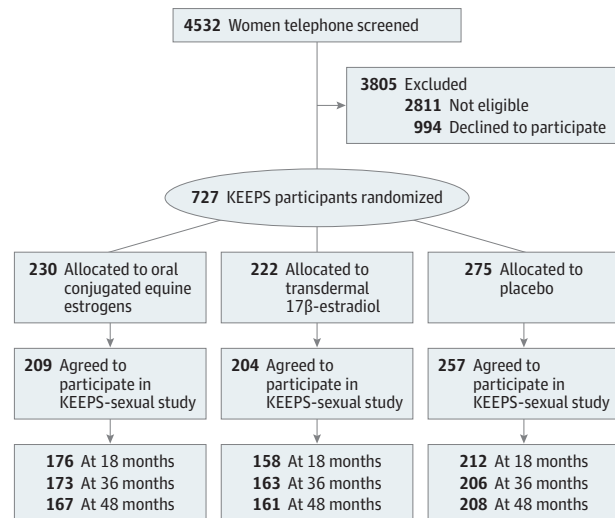 4532 Women telephone screened
3805 Excluded
2811 Not eligible
994 Declined to participate
727 KEEPS participants randomized
230 Allocated to oral
conjugated equine
estrogens
222 Allocated to
transdermal
17β-estradiol
275 Allocated to
placebo
209 Agreed to
participate in
KEEPS-sexual study
204 Agreed to
participate in
KEEPS-sexual study
257 Agreed to
participate in
KEEPS-sexual study
176 At 18 months
173 At 36 months
167 At 48 months
158 At 18 months
163 At 36 months
161 At 48 months
212 At 18 months
206 At 36 months
208 At 48 months